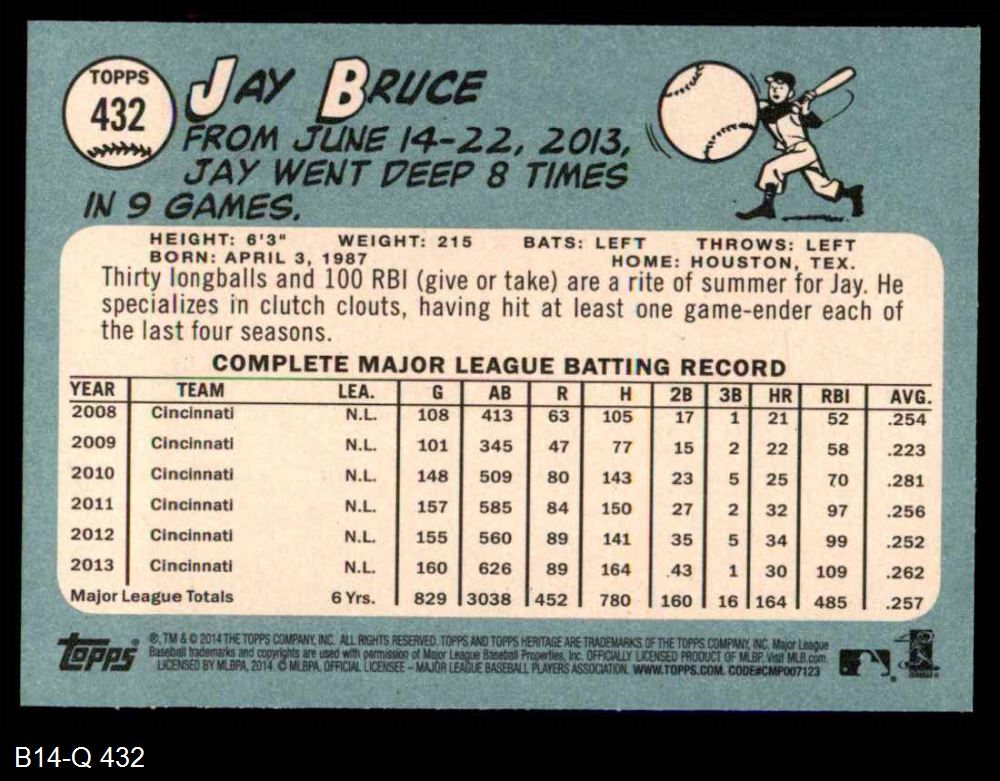 TOPPS
432
JAY BRUCE
FROM JUNE 14-22, 2013,
JAY WENT DEEP 8 TIMES
IN 9 GAMES.
HEIGHT: 6'3" WEIGHT: 215 BATS: LEFT THROWS: LEFT
BORN: APRIL 3, 1987 HOME: HOUSTON, TEX.
Thirty longballs and 100 RBI (give or take) are a rite of summer for Jay. He
specializes in clutch clouts, having hit at least one game-ender each of
the last four seasons.
COMPLETE MAJOR LEAGUE BATTING RECORD
YEAR TEAM LEA. G AB R H 2B 3B HR RBI AVG.
2008 Cincinnati N.L. 108 413 63 105 17 1 21 52 .254
2009 Cincinnati N.L. 101 345 47 77 15 2 22 58 .223
2010 Cincinnati N.L. 148 509 80 143 23 5 25 70 .281
2011 Cincinnati N.L. 157 585 84 150 27 2 32 97 .256
2012 Cincinnati N.L. 155 560 89 141 35 5 34 99 .252
2013 Cincinnati N.L. 160 626 89 164 43 1 30 109 .262
Major League Totals 6 Yrs. 829 3038 452 780 160 16 164 485 .257
Topps ®, TM & © 2014 THE TOPPS COMPANY, INC. ALL RIGHTS RESERVED. TOPPS AND TOPPS HERITAGE ARE TRADEMARKS OF THE TOPPS COMPANY, INC. Major League
Baseball trademarks and copyrights are used with permission of Major League Baseball Properties, Inc. OFFICIALLY LICENSED PRODUCT OF MLBP. Visit MLB.com
LICENSED BY MLBPA, 2014. © MLBPA. OFFICIAL LICENSEE – MAJOR LEAGUE BASEBALL PLAYERS ASSOCIATION. WWW.TOPPS.COM. CODE#CMP007123
B14-Q 432